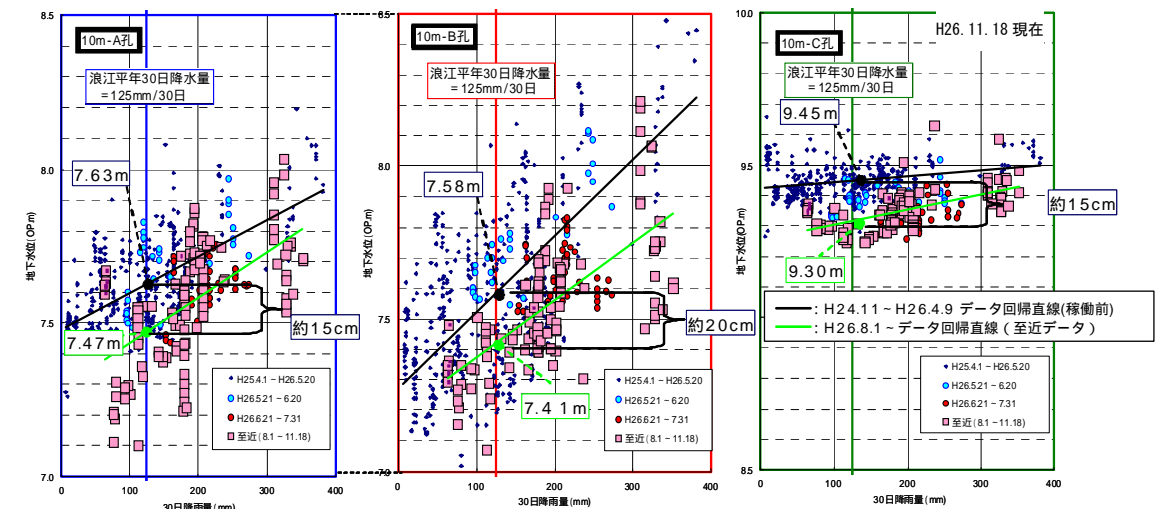 H26.11.18 現在
8.5
10m-A孔
浪江平年30日降水量
＝125mm/30日
7.63m
8.0
地下水位(OP.m)
7.5
7.47m
約15cm
H25.4.1～H26.5.20
H26.5.21～6.20
H26.6.21～7.31
至近(8.1～11.18)
7.0
0
100
200
300
400
30日降雨量(mm)
10m-B孔
浪江平年30日降水量
＝125mm/30日
7.58m
8.0
地下水位(OP.m)
7.5
約20cm
7.41m
H25.4.1～H26.5.20
H26.5.21～6.20
H26.6.21～7.31
至近(8.1～11.18)
0
100
200
300
400
30日降雨量(mm)
10.0
10m-C孔
浪江平年30日降水量
＝125mm/30日
9.45m
9.5
地下水位(OP.m)
約15cm
9.30m
：H24.11～H26.4.9 データ回帰直線(稼働前)
：H26.8.1～データ回帰直線（至近データ）
H25.4.1～H26.5.20
H26.5.21～6.20
H26.6.21～7.31
至近(8.1～11.18)
8.5
0
100
200
300
400
30日降雨量(mm)